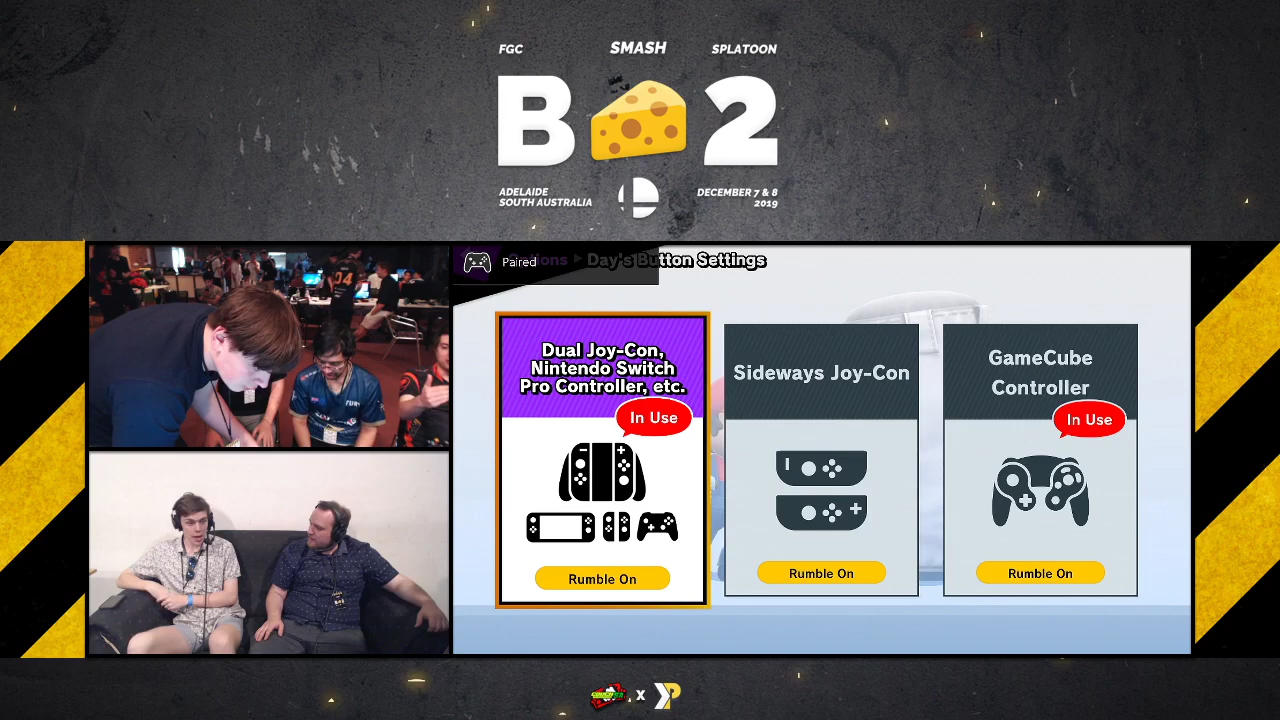 FGC
SMASH
SPLATOON
B 2
ADELAIDE
SOUTH AUSTRALIA
DECEMBER 7 & 8
2019
Paired
Options ▶ Day's Button Settings
Dual Joy-Con,
Nintendo Switch
Pro Controller, etc.
In Use
Rumble On
Sideways Joy-Con
Rumble On
GameCube
Controller
In Use
Rumble On
04
X